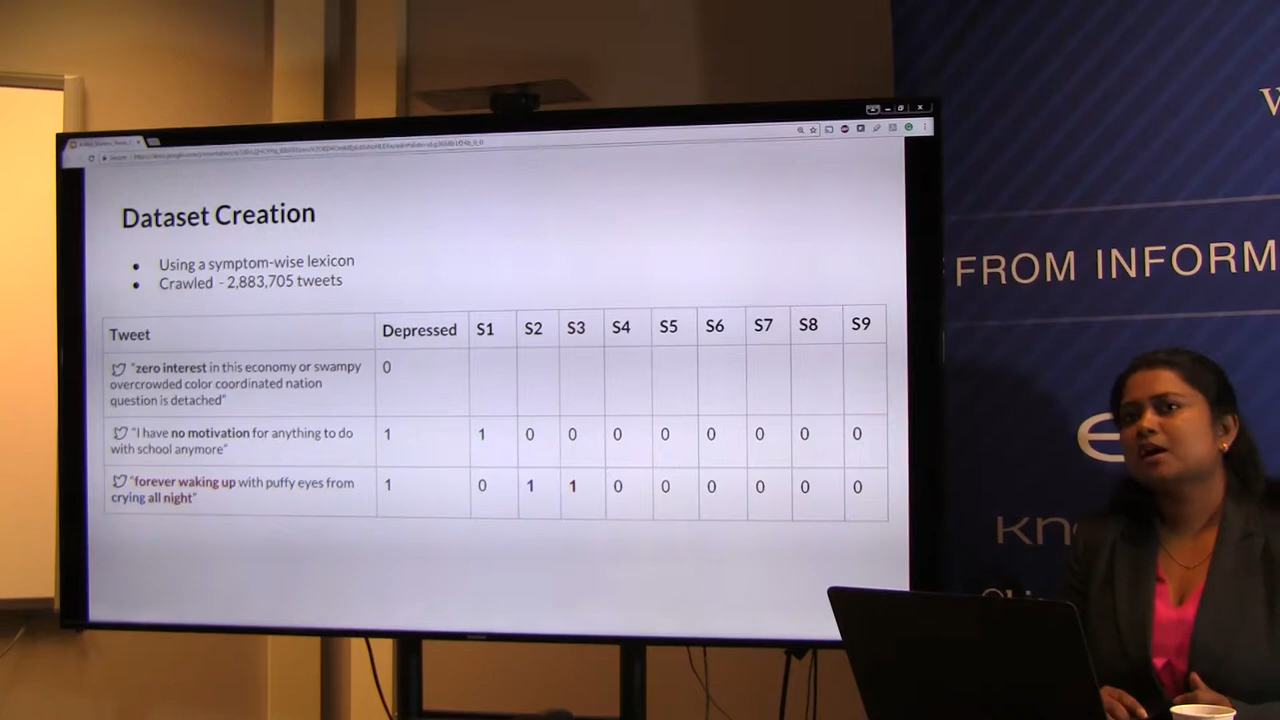 Dataset Creation
Using a symptom-wise lexicon
Crawled - 2,883,705 tweets
Tweet Depressed S1 S2 S3 S4 S5 S6 S7 S8 S9
"zero interest in this economy or swampy 0
overcrowded color coordinated nation
question is detached"
"I have no motivation for anything to do 1 1 0 0 0 0 0 0 0 0
with school anymore"
"forever waking up with puffy eyes from 1 0 1 1 0 0 0 0 0 0
crying all night"
FROM INFORM